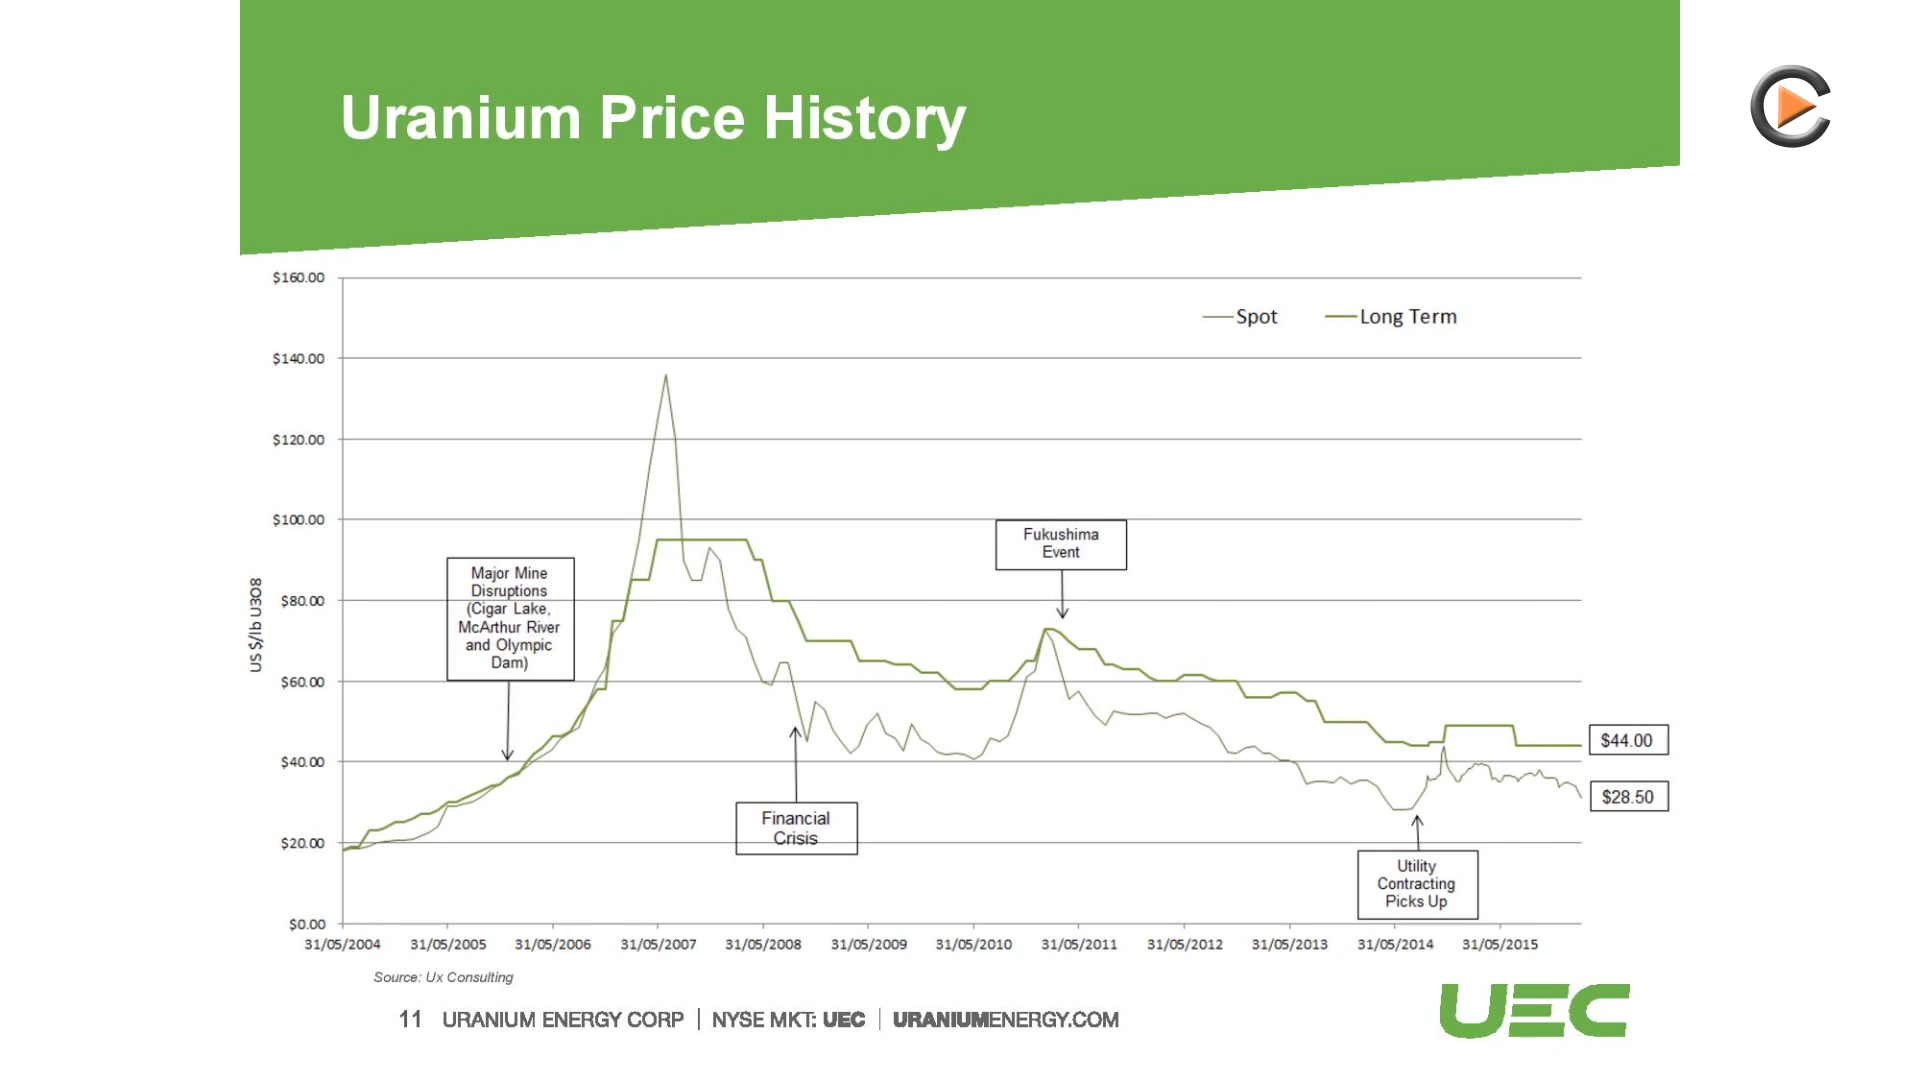 Uranium Price History
$160.00
$140.00
$120.00
$100.00
$80.00
$60.00
$40.00
$20.00
$0.00
US $/lb U3O8
Spot
Long Term
Major Mine
Disruptions
(Cigar Lake,
McArthur River
and Olympic
Dam)
Financial
Crisis
Fukushima
Event
Utility
Contracting
Picks Up
$44.00
$28.50
31/05/2004 31/05/2005 31/05/2006 31/05/2007 31/05/2008 31/05/2009 31/05/2010 31/05/2011 31/05/2012 31/05/2013 31/05/2014 31/05/2015
Source: Ux Consulting
11 URANIUM ENERGY CORP | NYSE MKT: UEC | URANIUMENERGY.COM
UEC